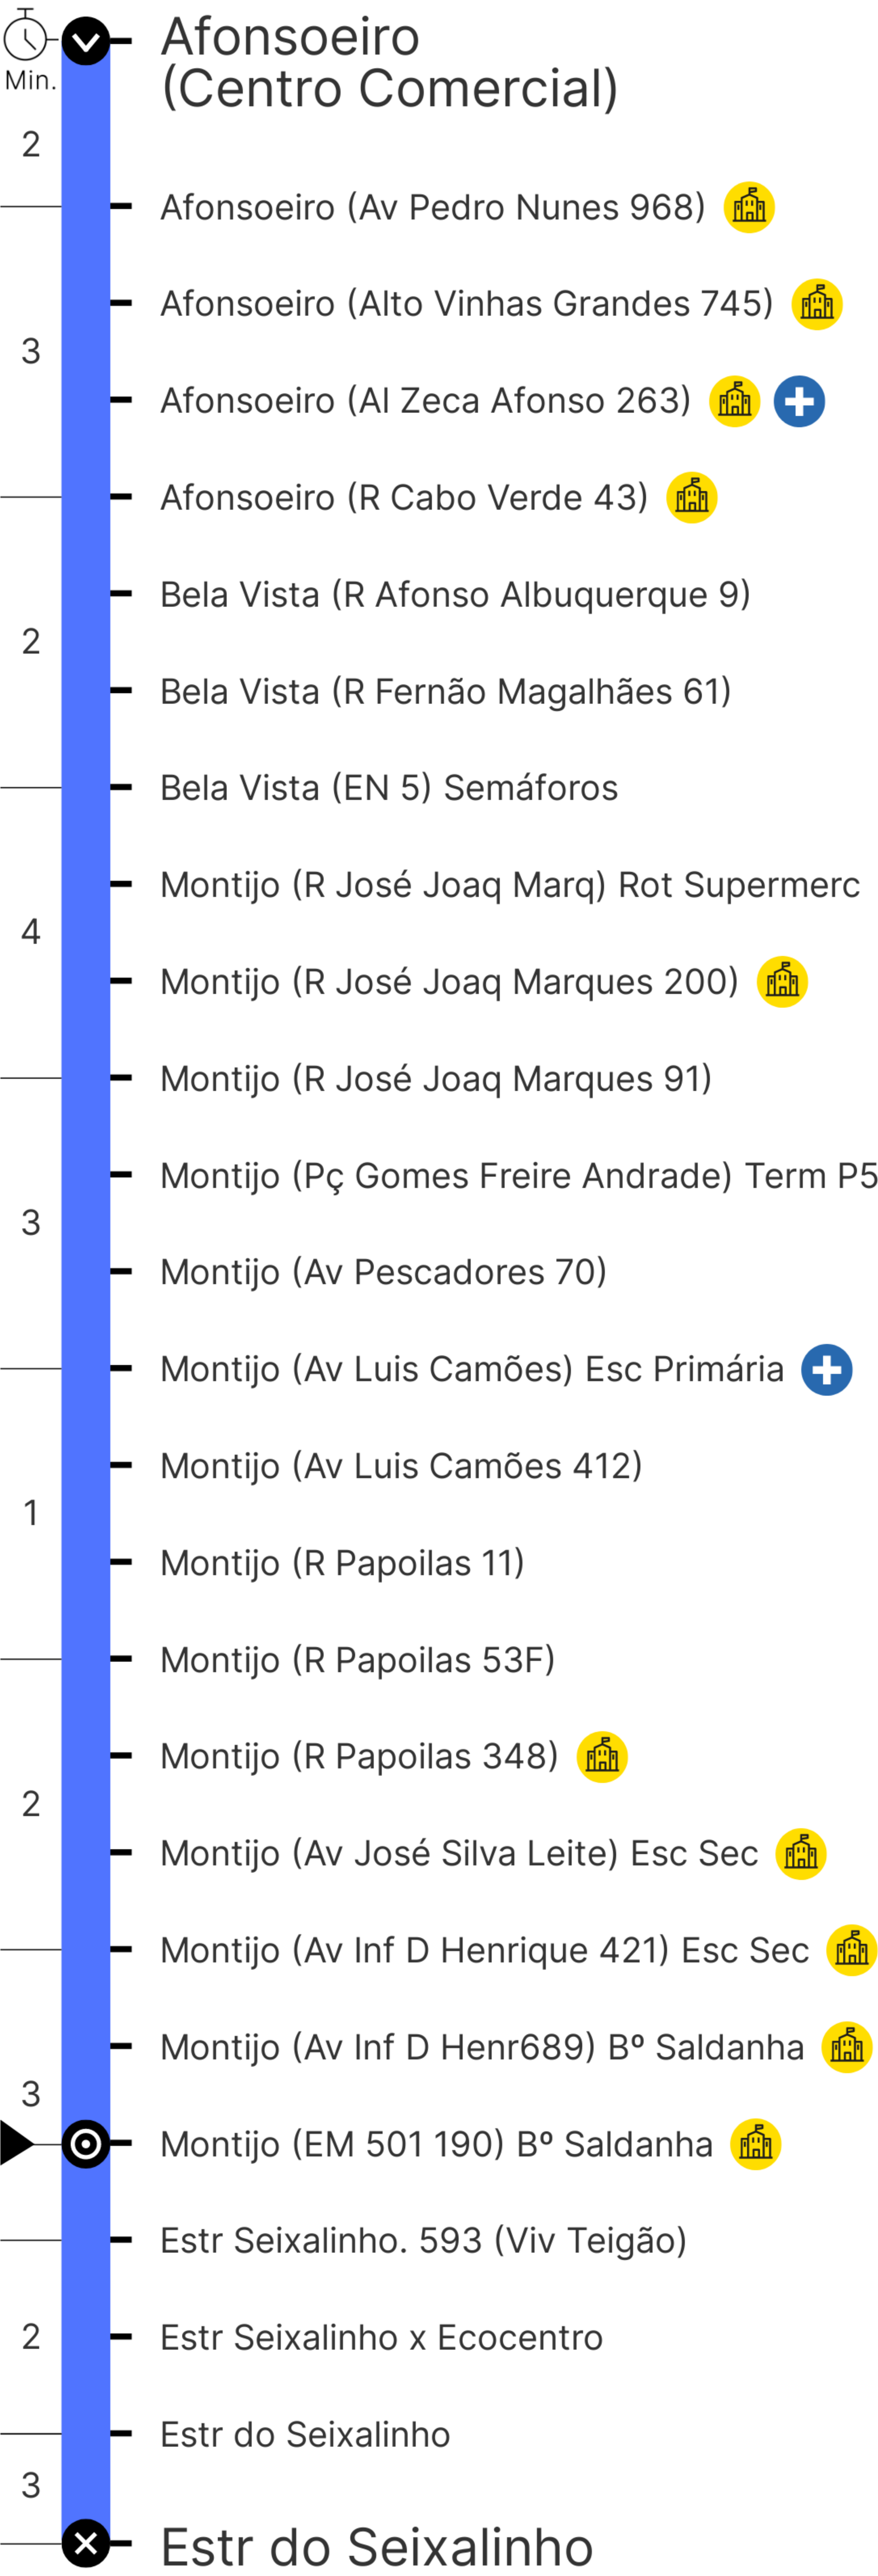 Afonsoeiro
(Centro Comercial)
Min.
2
Afonsoeiro (Av Pedro Nunes 968)
Afonsoeiro (Alto Vinhas Grandes 745)
3
Afonsoeiro (Al Zeca Afonso 263)
Afonsoeiro (R Cabo Verde 43)
Bela Vista (R Afonso Albuquerque 9)
2
Bela Vista (R Fernão Magalhães 61)
Bela Vista (EN 5) Semáforos
Montijo (R José Joaq Marq) Rot Supermerc
4
Montijo (R José Joaq Marques 200)
Montijo (R José Joaq Marques 91)
Montijo (Pç Gomes Freire Andrade) Term P5
3
Montijo (Av Pescadores 70)
Montijo (Av Luis Camões) Esc Primária
Montijo (Av Luis Camões 412)
1
Montijo (R Papoilas 11)
Montijo (R Papoilas 53F)
Montijo (R Papoilas 348)
2
Montijo (Av José Silva Leite) Esc Sec
Montijo (Av Inf D Henrique 421) Esc Sec
Montijo (Av Inf D Henr689) Bº Saldanha
3
Montijo (EM 501 190) Bº Saldanha
Estr Seixalinho. 593 (Viv Teigão)
2
Estr Seixalinho x Ecocentro
Estr do Seixalinho
3
Estr do Seixalinho